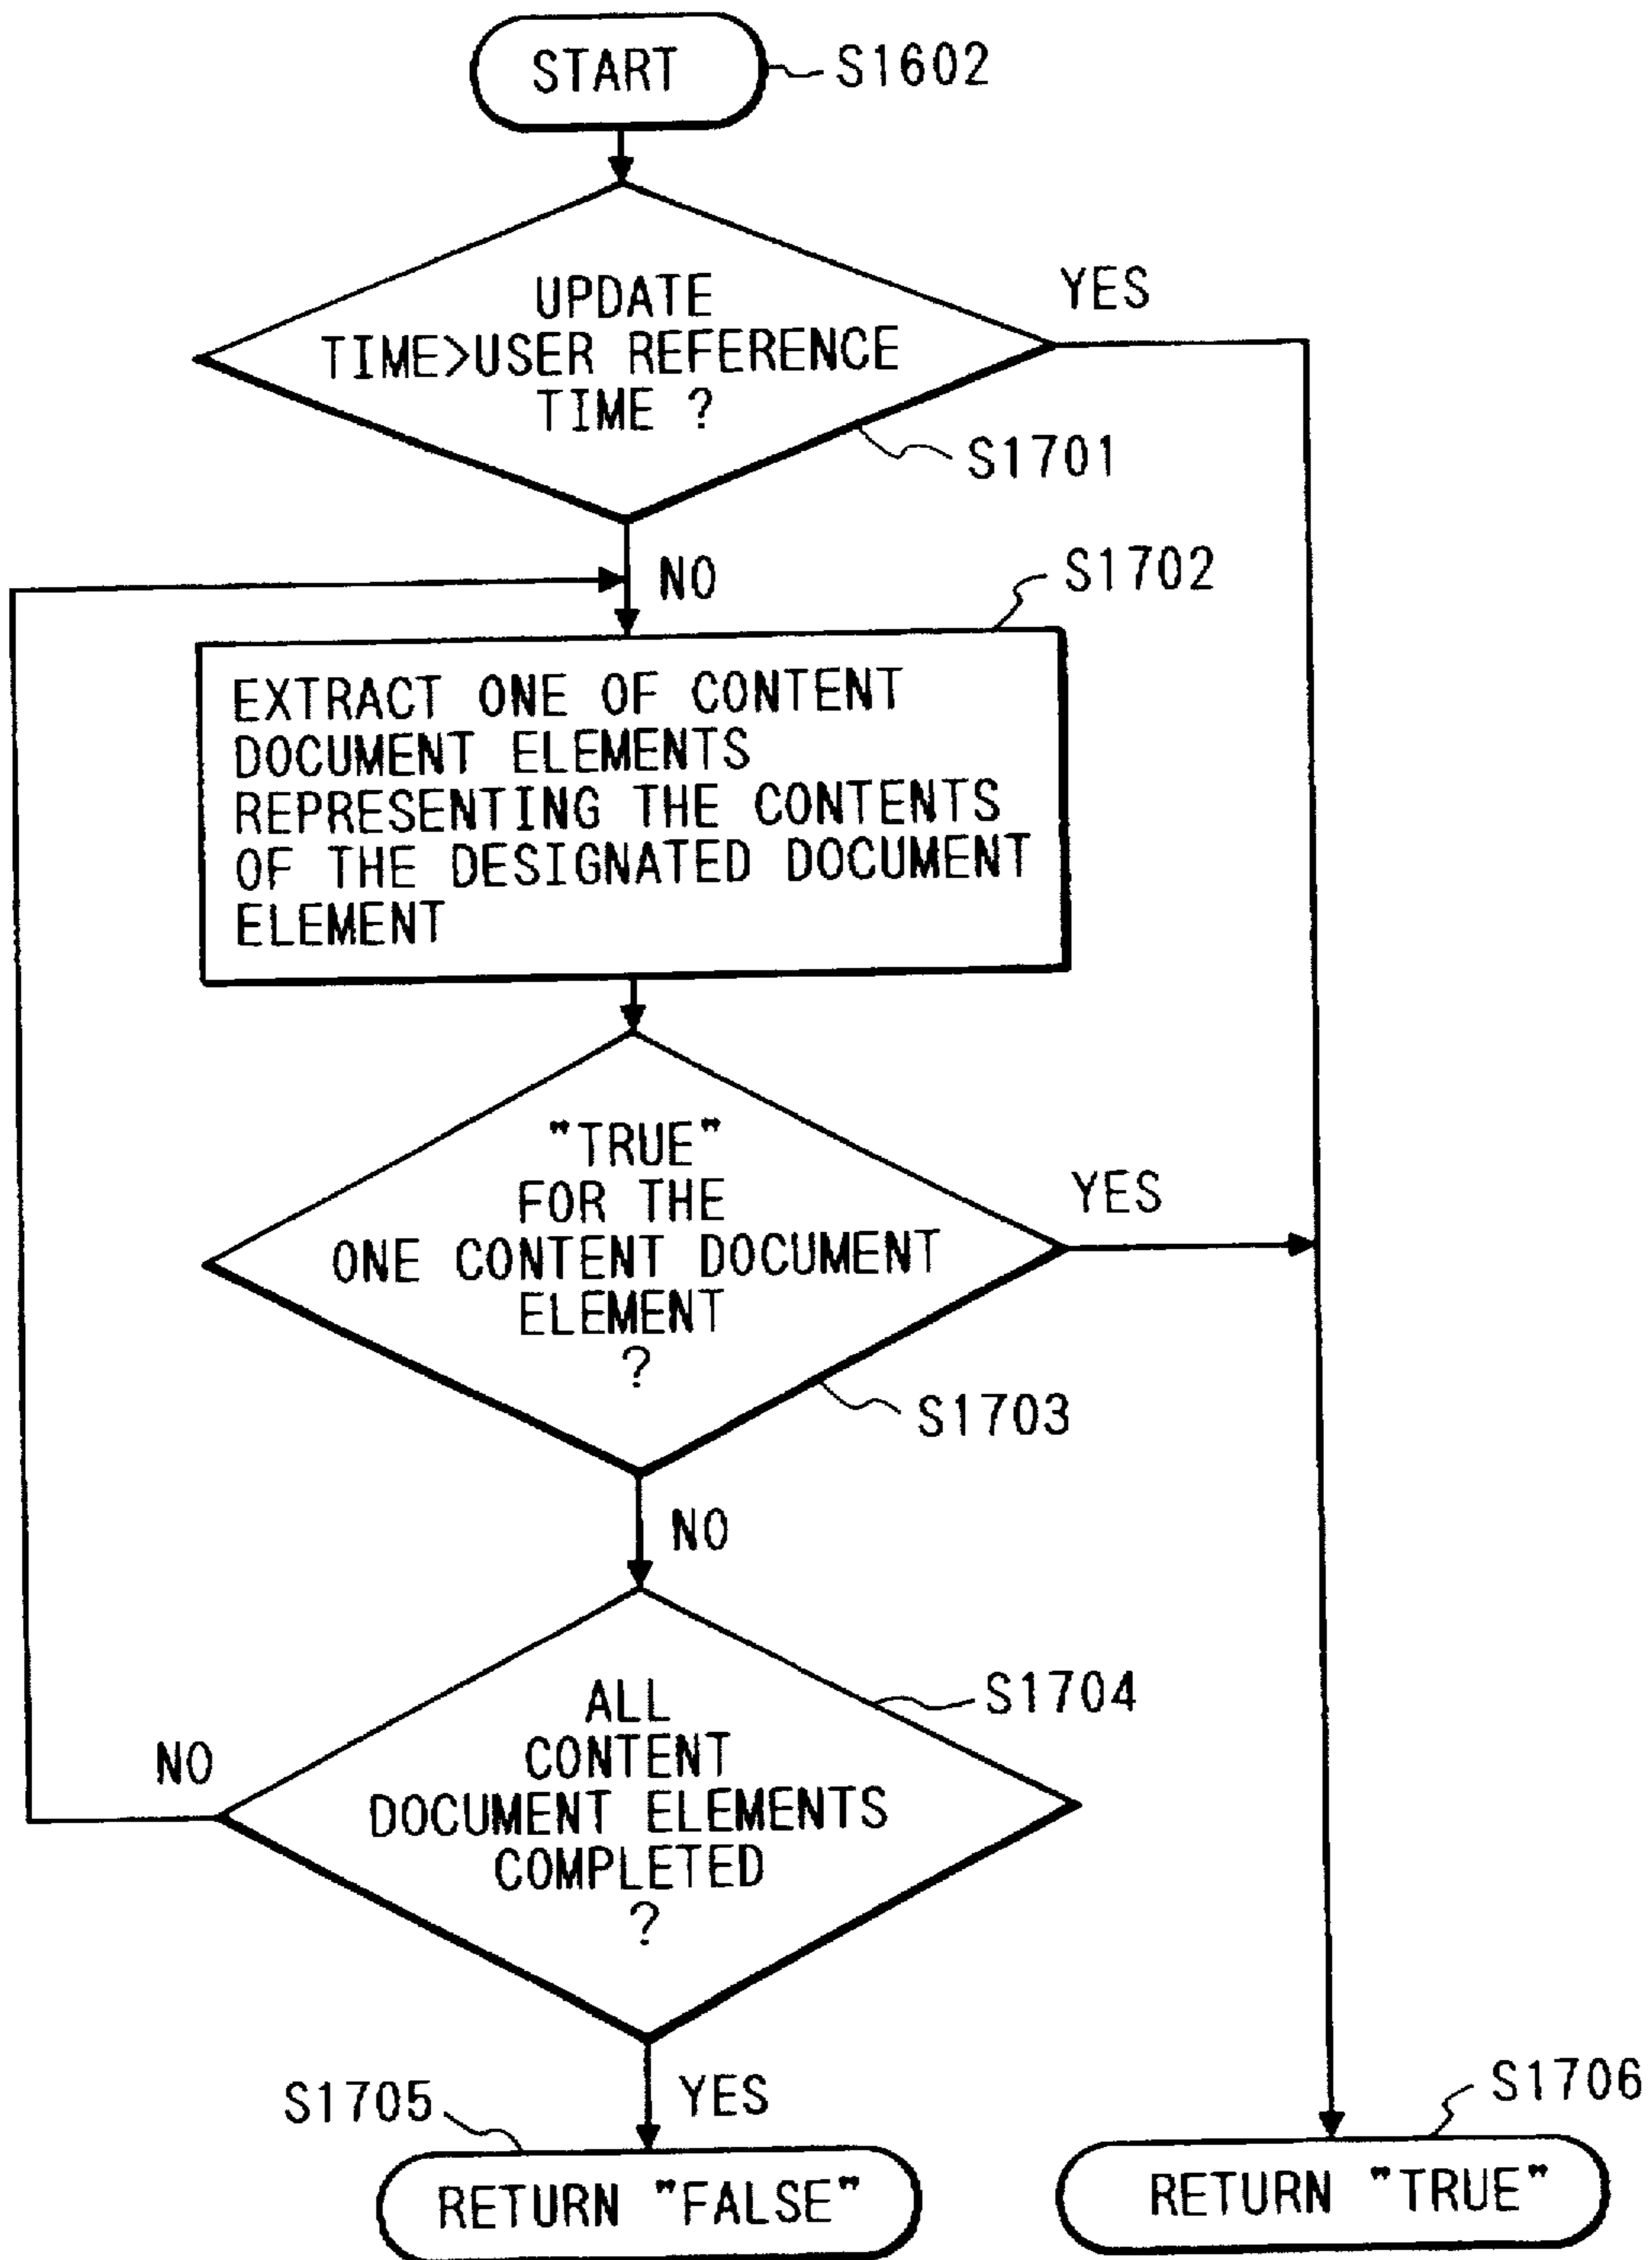 START
S1602
UPDATE
TIME>USER REFERENCE
TIME ?
YES
S1701
NO
S1702
EXTRACT ONE OF CONTENT
DOCUMENT ELEMENTS
REPRESENTING THE CONTENTS
OF THE DESIGNATED DOCUMENT
ELEMENT
"TRUE"
FOR THE
ONE CONTENT DOCUMENT
ELEMENT
?
YES
S1703
NO
S1704
ALL
CONTENT
DOCUMENT ELEMENTS
COMPLETED
?
NO
YES
S1705
RETURN "FALSE"
S1706
RETURN "TRUE"